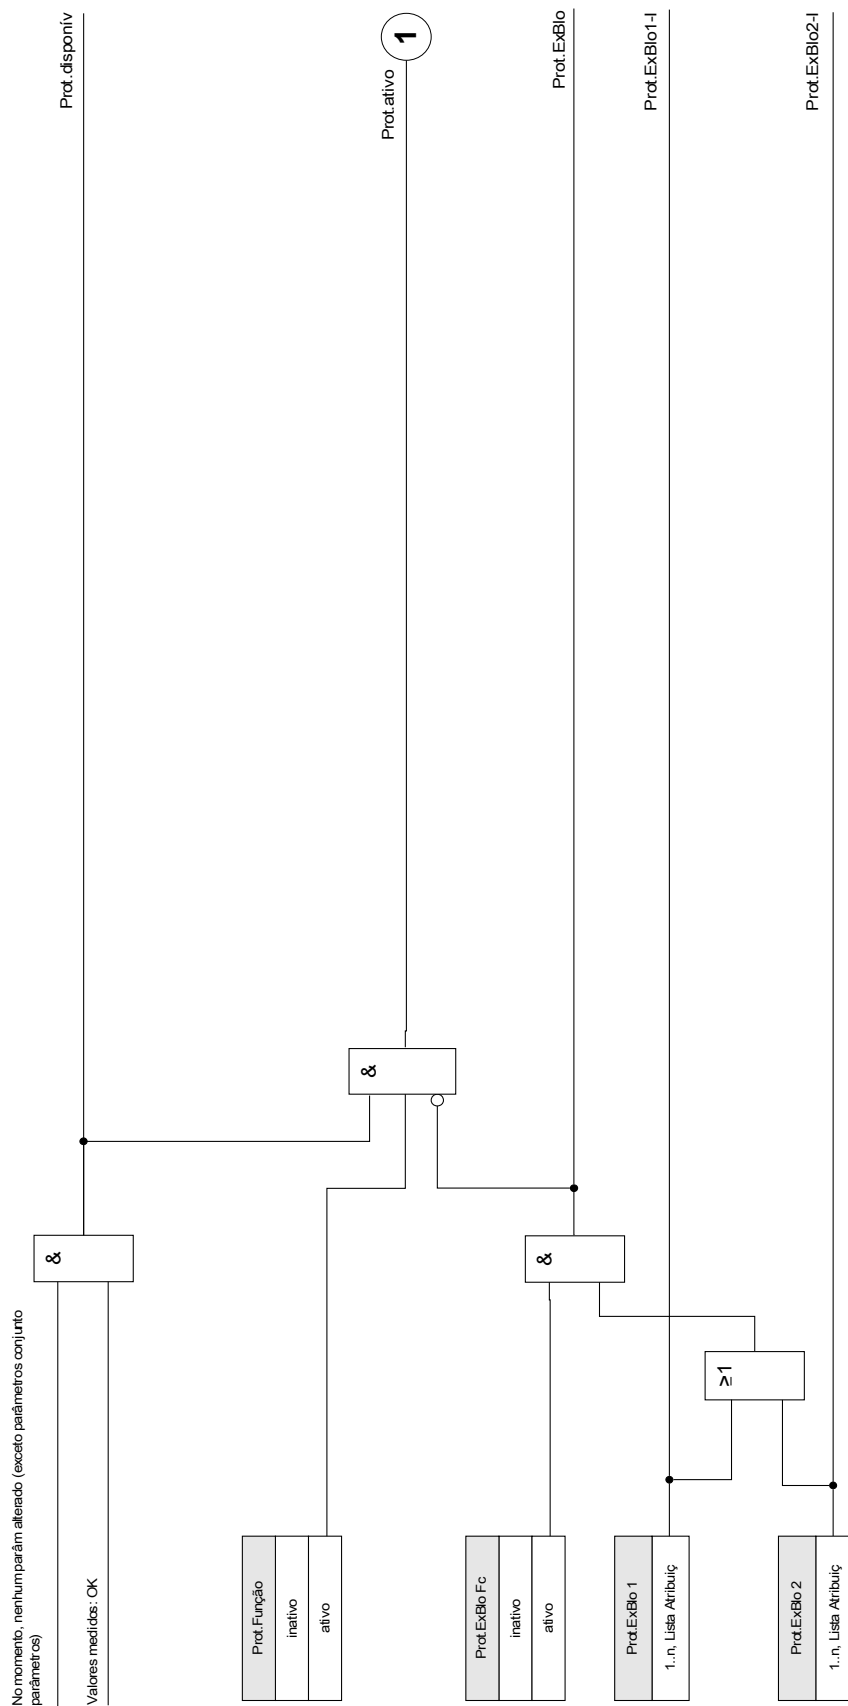 No momento, nenhum parâm alterado (exceto parâmetros conjunto
parâmetros)
Valores medidos: OK
&
Prot.disponív
Prot.Função
inativo
ativo
&
Prot.ativo
1
Prot.ExBlo Fc
inativo
ativo
&
Prot.ExBlo
Prot.ExBlo 1
1..n, Lista Atribuiç
Prot.ExBlo1-I
≥1
Prot.ExBlo 2
1..n, Lista Atribuiç
Prot.ExBlo2-I